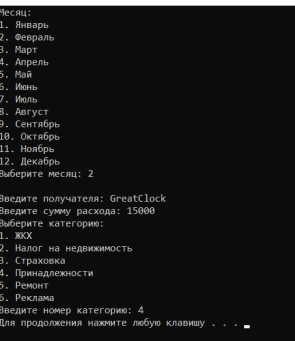 Месяц:
1. Январь
2. Февраль
3. Март
4. Апрель
5. Май
6. Июнь
7. Июль
8. Август
9. Сентябрь
10. Октябрь
11. Ноябрь
12. Декабрь
Выберите месяц: 2
Введите получателя: GreatClock
Введите сумму расхода: 15000
Выберите категорию:
1. ЖКХ
2. Налог на недвижимость
3. Страховка
4. Принадлежности
5. Ремонт
6. Реклама
Введите номер категорию: 4
Для продолжения нажмите любую клавишу . . .